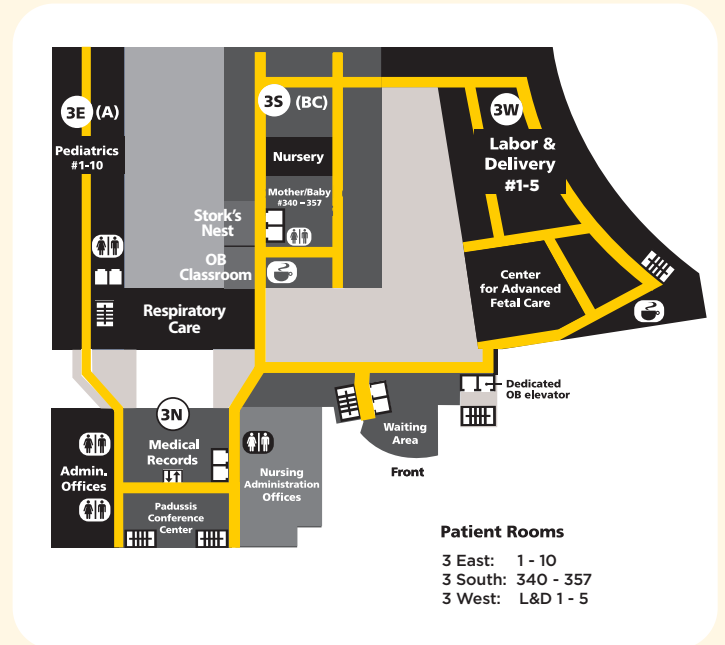 3E (A)
Pediatrics
#1-10
3S (BC)
Nursery
Mother/Baby
#340 – 357
Stork's
Nest
OB
Classroom
3W
Labor &
Delivery
#1-5
Center
for Advanced
Fetal Care
Respiratory
Care
Dedicated
OB elevator
3N
Medical
Records
Waiting
Area
Front
Admin.
Offices
Nursing
Administration
Offices
Padussis
Conference
Center
Patient Rooms
3 East: 1 - 10
3 South: 340 - 357
3 West: L&D 1 - 5